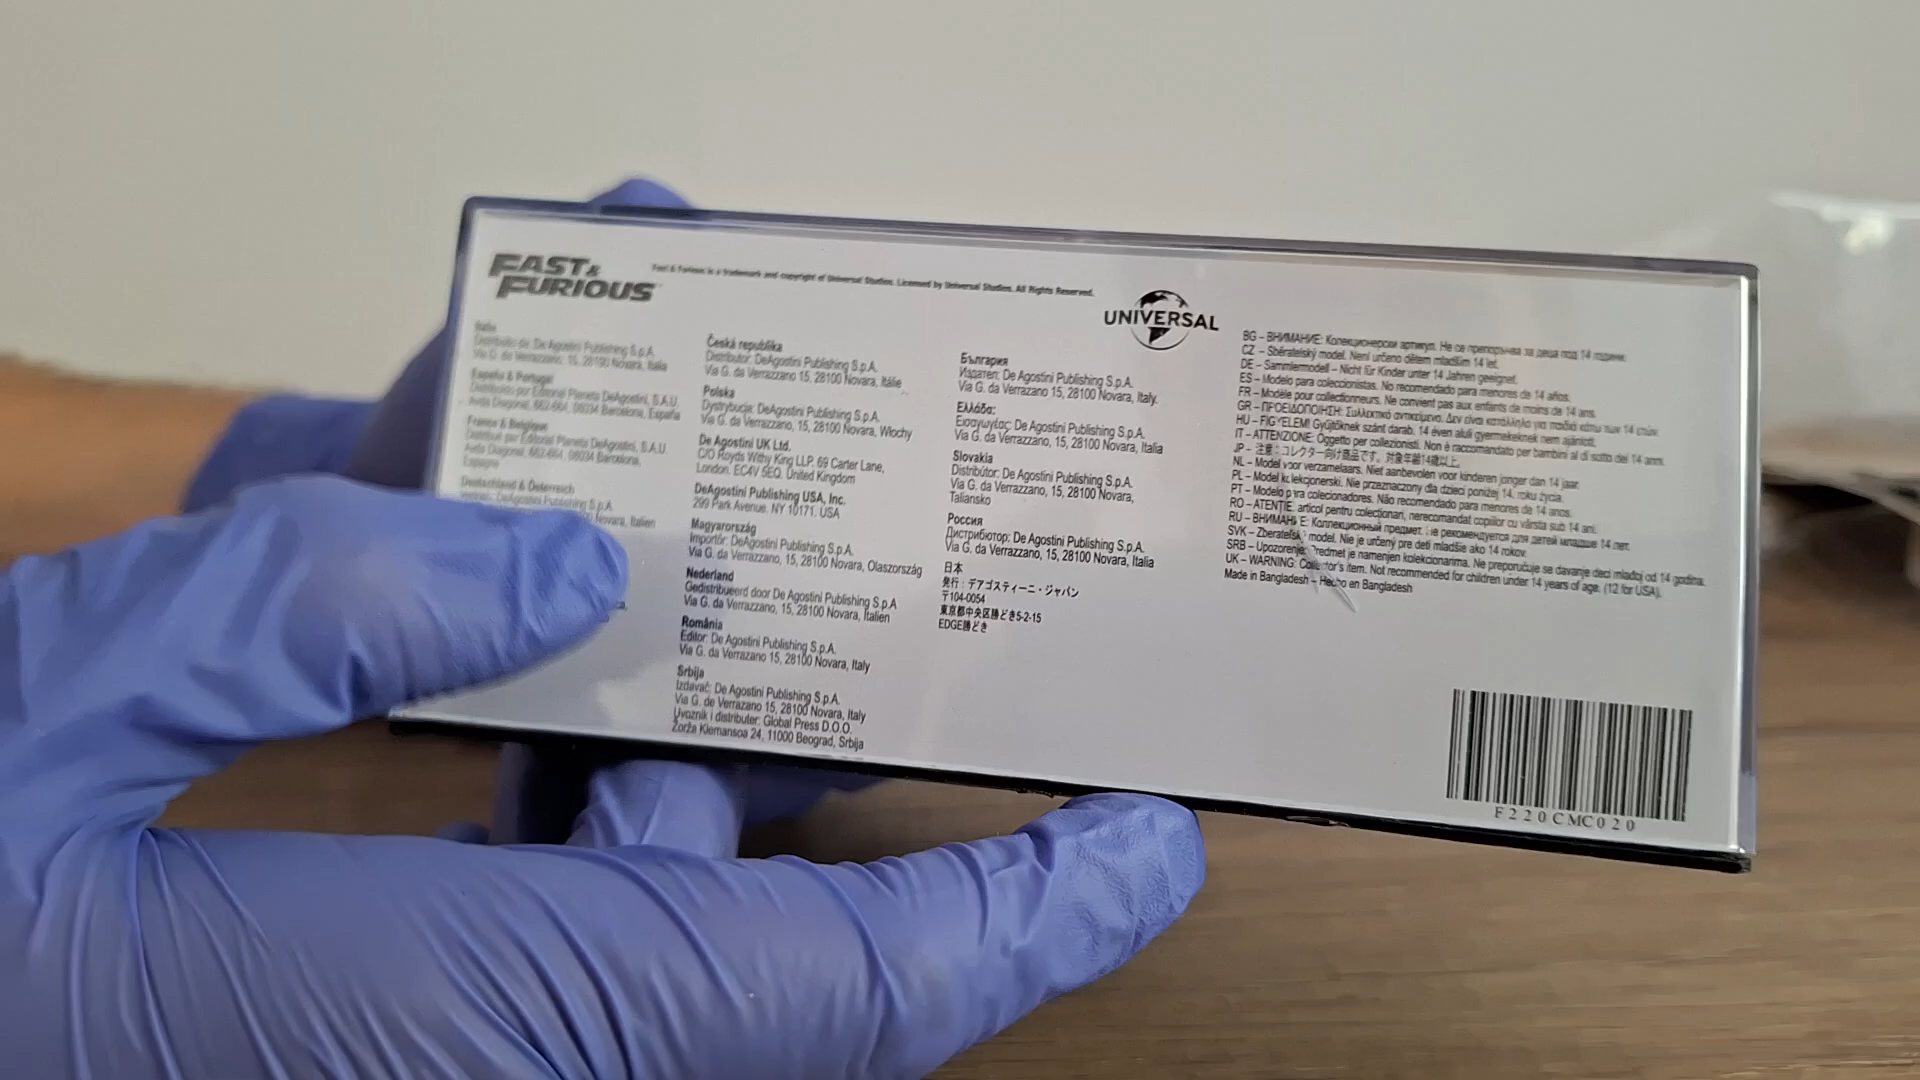 FAST &
FURIOUS
Fast & Furious is a trademark and copyright of Universal Studios. Licensed by Universal Studios. All Rights Reserved.
UNIVERSAL
Italia
Distribuito da: De Agostini Publishing S.p.A.
Via G. da Verrazzano, 15, 28100 Novara, Italia
España & Portugal
Distribuido por Editorial Planeta DeAgostini, S.A.U.
Avda Diagonal, 662-664, 08034 Barcelona, España
France & Belgique
Distribué par Editorial Planeta DeAgostini, S.A.U.
Avda Diagonal, 662-664, 08034 Barcelona,
Espagne
Deutschland & Österreich
DeAgostini Publishing S.p.A.
Novara, Italien
Česká republika
Distributor: DeAgostini Publishing S.p.A.
Via G. da Verrazzano 15, 28100 Novara, Itálie
Polska
Dystrybucja: DeAgostini Publishing S.p.A.
Via G. da Verrazzano, 15, 28100 Novara, Włochy
De Agostini UK Ltd.
C/O Royds Withy King LLP. 69 Carter Lane,
London. EC4V 5EQ. United Kingdom
DeAgostini Publishing USA, Inc.
299 Park Avenue. NY 10171. USA
Magyarország
Importőr: DeAgostini Publishing S.p.A.
Via G. da Verrazzano, 15, 28100 Novara, Olaszország
Nederland
Gedistribueerd door De Agostini Publishing S.p.A
Via G. da Verrazzano, 15, 28100 Novara, Italien
România
Editor: De Agostini Publishing S.p.A.
Via G. da Verrazano 15, 28100 Novara, Italy
Srbija
Izdavač: De Agostini Publishing S.p.A.
Via G. de Verrazano 15, 28100 Novara, Italy
Uvoznik i distributer: Global Press D.O.O.
Žorža Klemansoa 24, 11000 Beograd, Srbija
България
Издател: De Agostini Publishing S.p.A.
Via G. da Verrazano 15, 28100 Novara, Italy.
Ελλάδα:
Εισαγωγέας: De Agostini Publishing S.p.A.
Via G. da Verrazzano, 15, 28100 Novara, Italia
Slovakia
Distribútor: De Agostini Publishing S.p.A.
Via G. da Verrazzano, 15, 28100 Novara,
Taliansko
Россия
Дистрибютор: De Agostini Publishing S.p.A.
Via G. da Verrazzano, 15, 28100 Novara, Italia
日本
発行：デアゴスティーニ・ジャパン
〒104-0054
東京都中央区勝どき5-2-15
EDGE勝どき
BG – ВНИМАНИЕ: Колекционерски артикул. Не се препоръчва за деца под 14 години.
CZ – Sběratelský model. Není určeno dětem mladším 14 let.
DE – Sammlermodell – Nicht für Kinder unter 14 Jahren geeignet.
ES – Modelo para coleccionistas. No recomendado para menores de 14 años.
FR – Modèle pour collectionneurs. Ne convient pas aux enfants de moins de 14 ans.
GR – ΠΡΟΕΙΔΟΠΟΙΗΣΗ: Συλλεκτικό αντικείμενο. Δεν είναι κατάλληλο για παιδιά κάτω των 14 ετών.
HU – FIGYELEM! Gyűjtőknek szánt darab, 14 éven aluli gyermekeknek nem ajánlott.
IT – ATTENZIONE: Oggetto per collezionisti. Non è raccomandato per bambini al di sotto dei 14 anni.
JP – 注意：コレクター向け商品です。対象年齢14歳以上。
NL – Model voor verzamelaars. Niet aanbevolen voor kinderen jonger dan 14 jaar.
PL – Model kolekcjonerski. Nie przeznaczony dla dzieci poniżej 14. roku życia.
PT – Modelo para colecionadores. Não recomendado para menores de 14 anos.
RO – ATENȚIE, articol pentru colecționari, nerecomandat copiilor cu vârsta sub 14 ani.
RU – ВНИМАНИЕ: Коллекционный предмет. Не рекомендуется для детей младше 14 лет.
SVK – Zberateľský model. Nie je určený pre deti mladšie ako 14 rokov.
SRB – Upozorenje: Predmet je namenjen kolekcionarima. Ne preporučuje se davanje deci mlađoj od 14 godina.
UK – WARNING: Collector's item. Not recommended for children under 14 years of age. (12 for USA).
Made in Bangladesh – Hecho en Bangladesh
F220CMC020